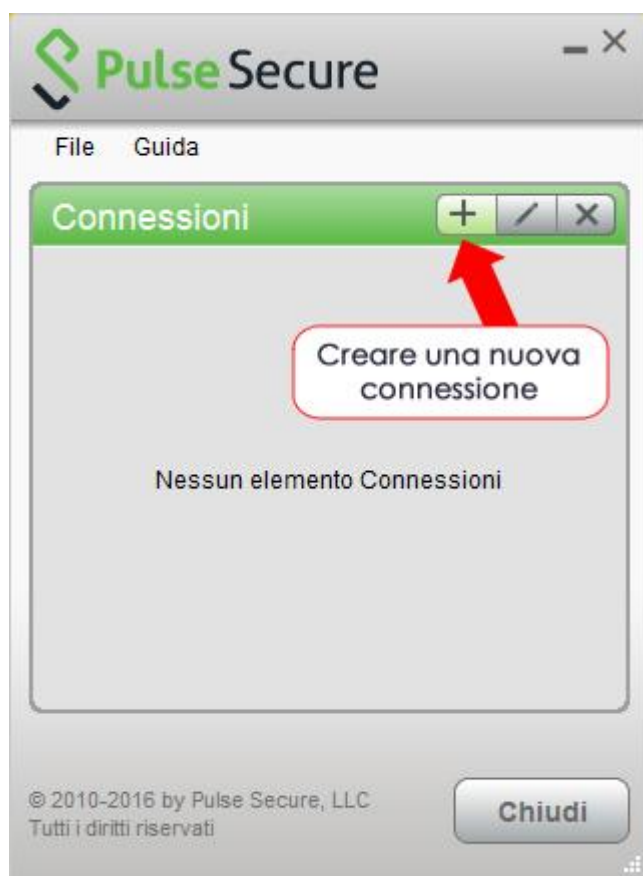 Pulse Secure
File Guida
Connessioni
Creare una nuova
connessione
Nessun elemento Connessioni
© 2010-2016 by Pulse Secure, LLC
Tutti i diritti riservati
Chiudi